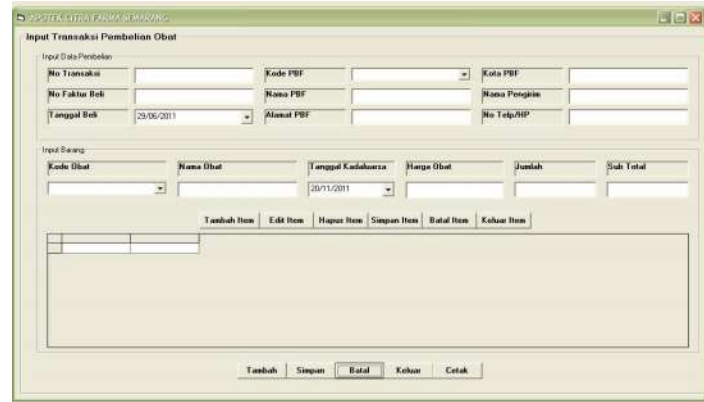 APOTEK CITRA FARMA SEMARANG
Input Transaksi Pembelian Obat
Input Data Pembelian
No Transaksi Kode PBF Kota PBF
No Faktur Beli Nama PBF Nama Pengirim
Tanggal Beli 29/06/2011 Alamat PBF No Telp/HP
Input Barang
Kode Obat Nama Obat Tanggal Kadaluarsa Harga Obat Jumlah Sub Total
20/11/2011
Tambah Item Edit Item Hapus Item Simpan Item Batal Item Keluar Item
Tambah Simpan Batal Keluar Cetak